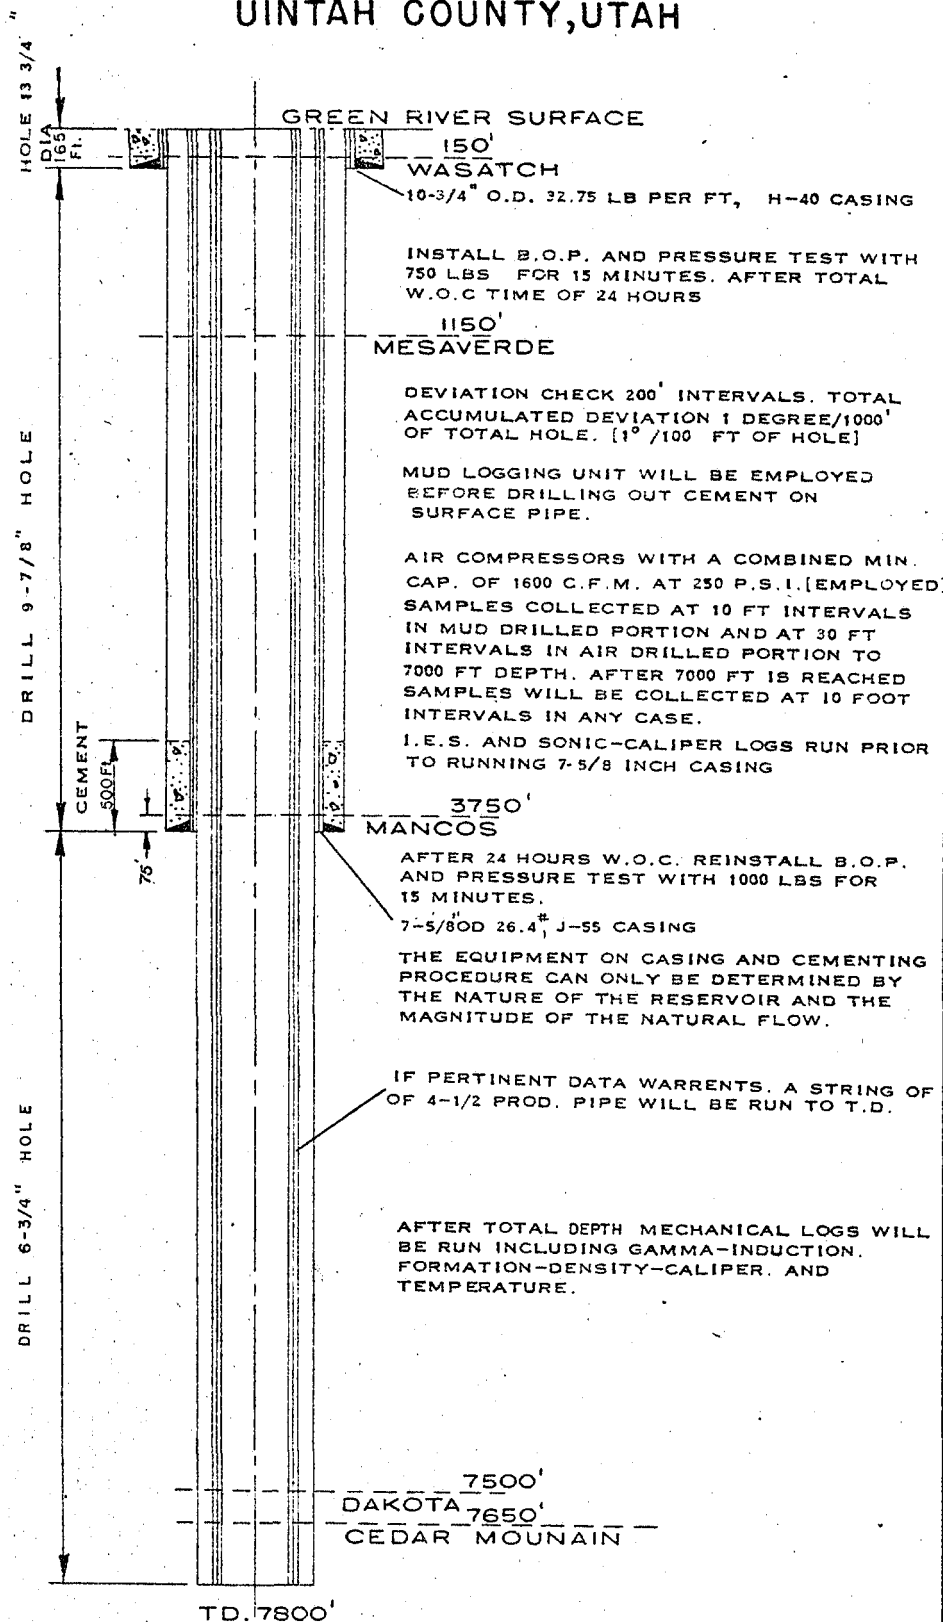 UINTAH COUNTY,UTAH
HOLE 13 3/4"
DIA
165
Ft.
GREEN RIVER SURFACE
150'
WASATCH
10-3/4" O.D. 32.75 LB PER FT, H-40 CASING
INSTALL B.O.P. AND PRESSURE TEST WITH
750 LBS FOR 15 MINUTES. AFTER TOTAL
W.O.C TIME OF 24 HOURS
1150'
MESAVERDE
DEVIATION CHECK 200' INTERVALS. TOTAL
ACCUMULATED DEVIATION 1 DEGREE/1000'
OF TOTAL HOLE. [1° /100 FT OF HOLE]
MUD LOGGING UNIT WILL BE EMPLOYED
BEFORE DRILLING OUT CEMENT ON
SURFACE PIPE.
AIR COMPRESSORS WITH A COMBINED MIN.
CAP. OF 1600 C.F.M. AT 250 P.S.I.[EMPLOYED]
SAMPLES COLLECTED AT 10 FT INTERVALS
IN MUD DRILLED PORTION AND AT 30 FT
INTERVALS IN AIR DRILLED PORTION TO
7000 FT DEPTH. AFTER 7000 FT IS REACHED
SAMPLES WILL BE COLLECTED AT 10 FOOT
INTERVALS IN ANY CASE.
I.E.S. AND SONIC-CALIPER LOGS RUN PRIOR
TO RUNNING 7-5/8 INCH CASING
DRILL 9-7/8" HOLE
CEMENT
500Ft.
75'
3750'
MANCOS
AFTER 24 HOURS W.O.C. REINSTALL B.O.P.
AND PRESSURE TEST WITH 1000 LBS FOR
15 MINUTES.
7-5/8"OD 26.4#, J-55 CASING
THE EQUIPMENT ON CASING AND CEMENTING
PROCEDURE CAN ONLY BE DETERMINED BY
THE NATURE OF THE RESERVOIR AND THE
MAGNITUDE OF THE NATURAL FLOW.
IF PERTINENT DATA WARRENTS. A STRING OF
OF 4-1/2 PROD. PIPE WILL BE RUN TO T.D.
DRILL 6-3/4" HOLE
AFTER TOTAL DEPTH MECHANICAL LOGS WILL
BE RUN INCLUDING GAMMA-INDUCTION.
FORMATION-DENSITY-CALIPER. AND
TEMPERATURE.
7500'
DAKOTA
7650'
CEDAR MOUNAIN
TD. 7800'